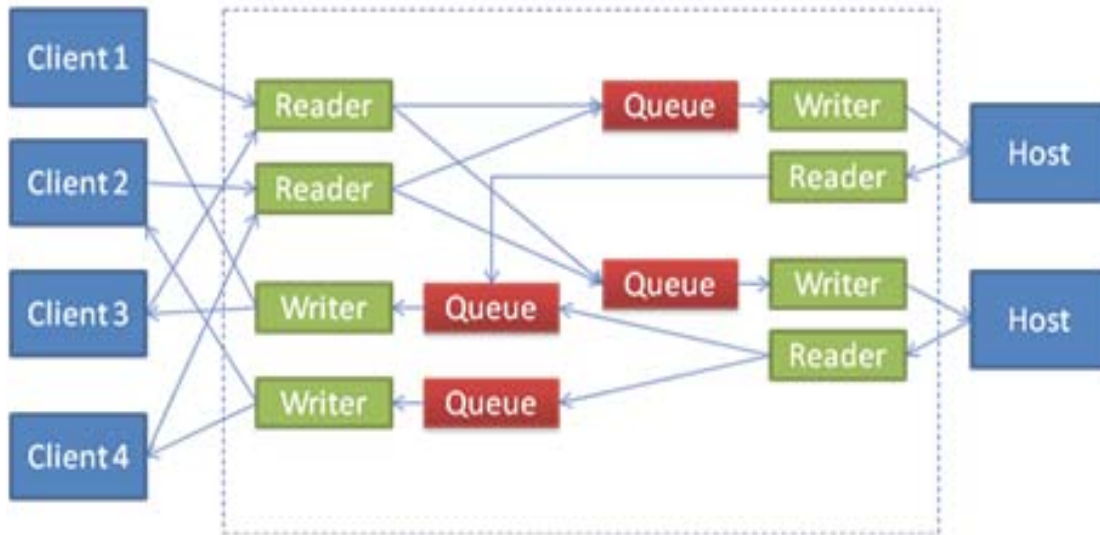 Client 1
Reader
Queue
Writer
Host
Client 2
Reader
Reader
Client 3
Writer
Queue
Queue
Writer
Host
Reader
Client 4
Writer
Queue